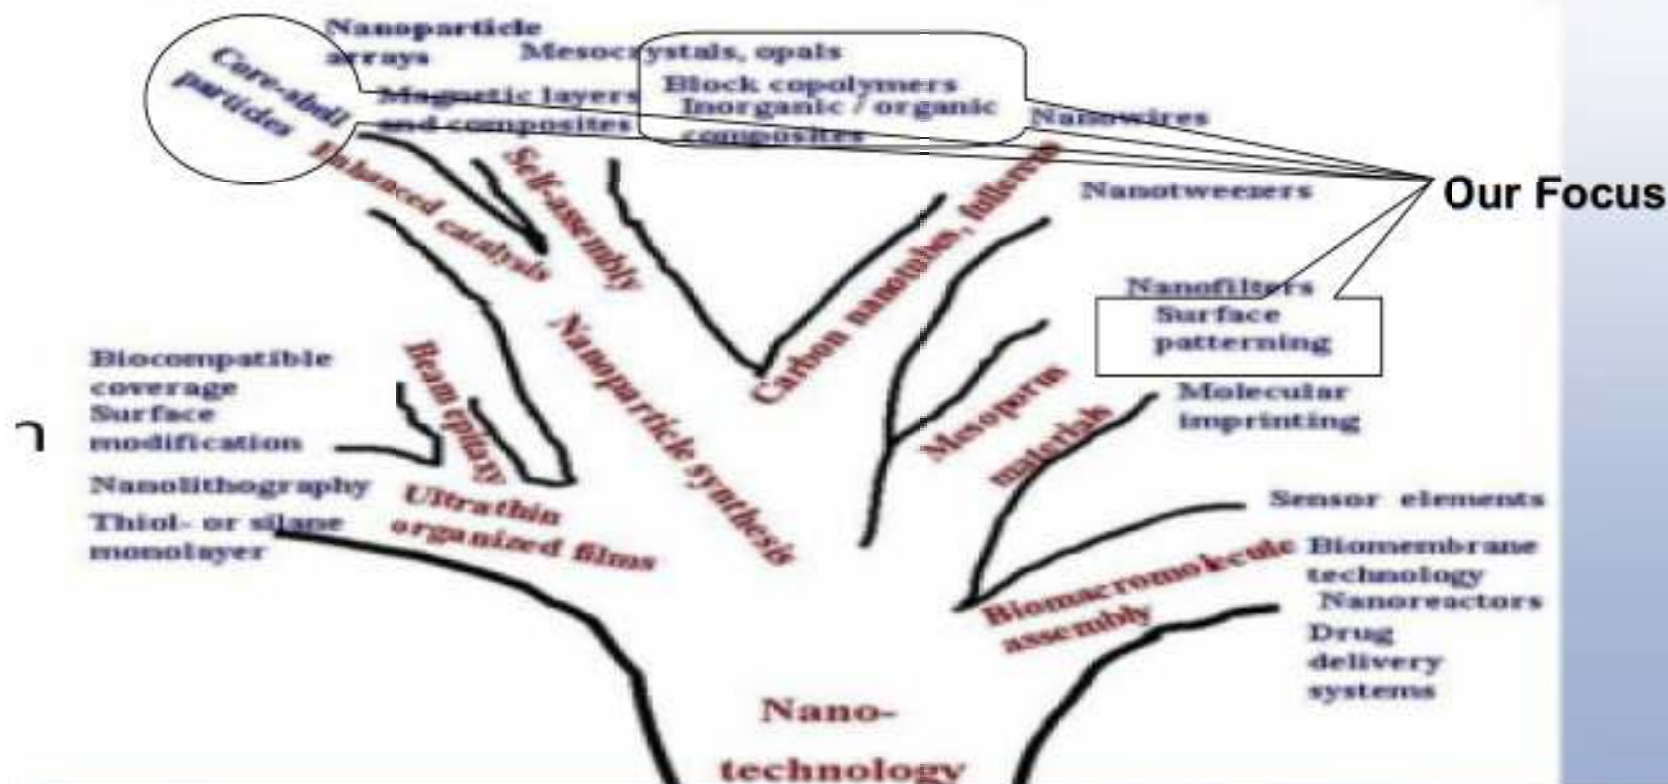 Nanoparticle
arrays
Mesocrystals, opals
Core-shell
particles
Magnetic layers
and composites
Block copolymers
Inorganic / organic
composites
Nanowires
Enhanced catalysis
Self-assembly
Carbon nanotubes, fulleren
Nanotweezers
Our Focus
Nanofilters
Surface
patterning
Biocompatible
coverage
Surface
modification
Beam epitaxy
Nanoparticle synthesis
Mesoporus
materials
Molecular
imprinting
Nanolithography
Thiol- or silane
monolayer
Ultrathin
organized films
Sensor elements
Biomacromolecule
assembly
Biomembrane
technology
Nanoreactors
Drug
delivery
systems
Nano-
technology